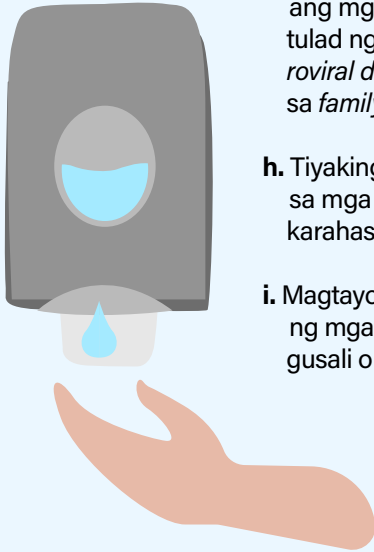 ang mg
tulad ng
roviral d
sa family
h. Tiyaking
sa mga
karahas
i. Magtayo
ng mga
gusali o